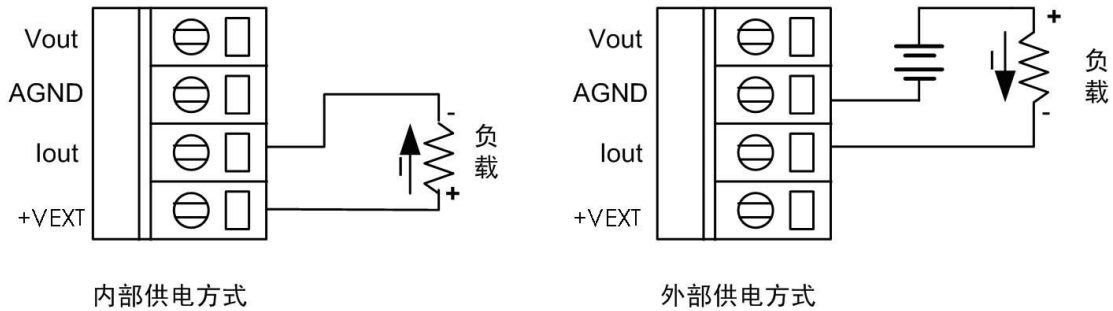 Vout
AGND
Iout
+VEXT
-
I
+
负载
内部供电方式
Vout
AGND
Iout
+VEXT
+
I
-
负载
外部供电方式